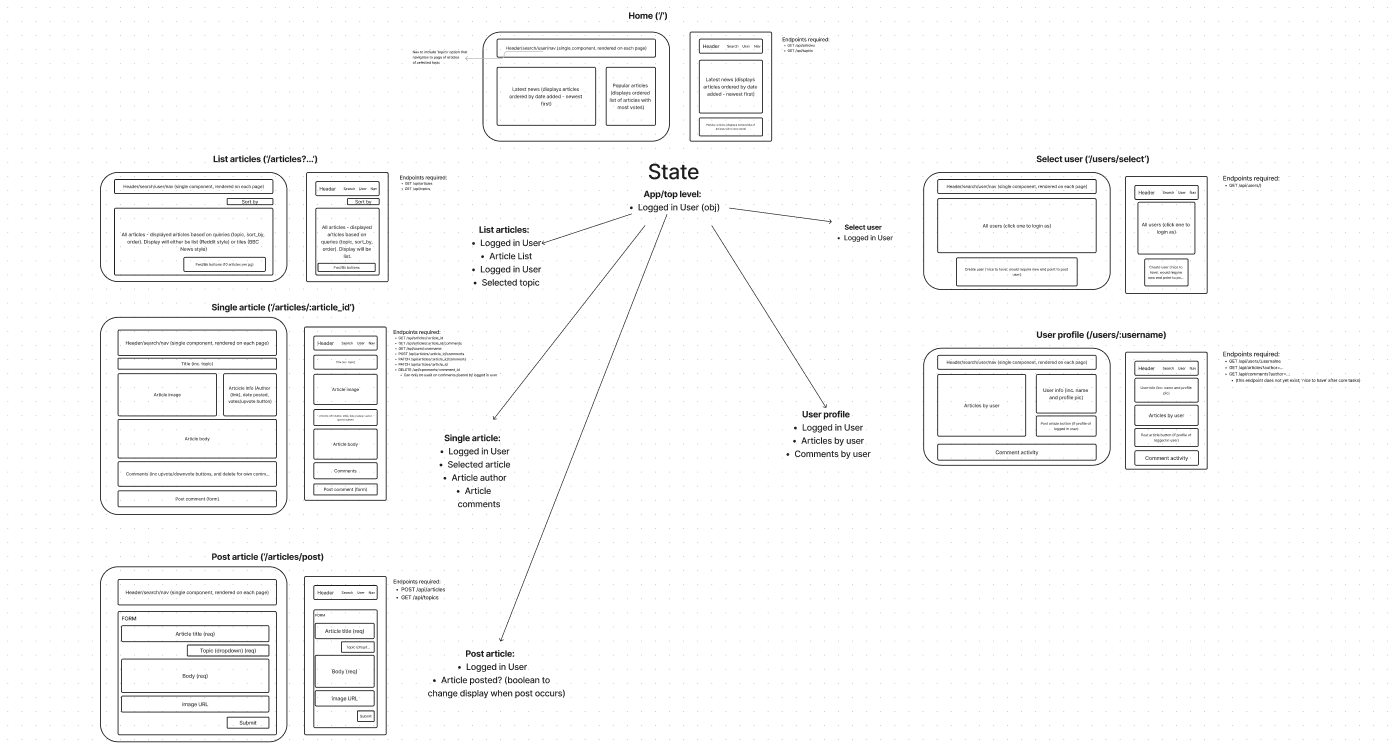 Home ('/')
Nav to include 'topics' option that
navigates to page of articles
of selected topic
Header/search/user/nav (single component, rendered on each page)
Latest news (displays articles
ordered by date added - newest
first)
Popular articles
(displays ordered
list of articles with
most votes)
Header Search User Nav
Latest news (displays
articles ordered by date
added - newest first)
Endpoints required:
• GET /api/articles
• GET /api/topics
List articles ('/articles?...')
Header/search/user/nav (single component, rendered on each page)
Sort by
All articles - displayed articles based on queries (topic, sort_by,
order). Display will either be list (Reddit style) or tiles (BBC
News style)
Fwd/Bk buttons (10 articles per pg)
Header Search User Nav
Sort by
All articles - displayed
articles based on
queries (topic, sort_by,
order). Display will be
list.
Fwd/Bk buttons
Endpoints required:
• GET /api/articles
• GET /api/topics
State
App/top level:
• Logged in User (obj)
List articles:
• Logged in User
• Article List
• Logged in User
• Selected topic
Select user
• Logged in User
Select user ('/users/select')
Header/search/user/nav (single component, rendered on each page)
All users (click one to login as)
Create user (nice to have; would require new end point to post
user)
Header Search User Nav
All users (click one to
login as)
Create user (nice to
have; would require
new end point to po...
Endpoints required:
• GET /api/users/)
Single article ('/articles/:article_id')
Header/search/nav (single component, rendered on each page)
Title (inc. topic)
Article image
Artcicle info (Author
(link), date posted,
votes/upvote button)
Article body
Comments (inc upvote/downvote buttons, and delete for own comm...
Post comment (form)
Header Search User Nav
Title (inc. topic)
Article image
Article body
Comments
Post comment (form)
Endpoints required:
• GET /api/articles/:article_id
• GET /api/articles/:article_id/comments
• GET /api/users/:username
• POST /api/articles/:article_id/comments
• PATCH /api/articles/:article_id/comments
• PATCH /api/articles/:article_id
• DELETE /api/comments/:comment_id
• Can only be used on comments posted by logged in user
Single article:
• Logged in User
• Selected article
• Article author
• Article
comments
User profile
• Logged in User
• Articles by user
• Comments by user
User profile (/users/:username)
Header/search/user/nav (single component, rendered on each page)
Articles by user
User info (inc. name
and profile pic)
Post article button (if profile of
logged in user)
Comment activity
Header Search User Nav
User info (inc. name and profile
pic)
Articles by user
Post article button (if profile of
logged in user)
Comment activity
Endpoints required:
• GET /api/users/:username
• GET /api/articles?author=...
• GET /api/comments?author=...
• (this endpoint does not yet exist; 'nice to have' after core tasks)
Post article ('/articles/post)
Header/search/nav (single component, rendered on each page)
FORM
Article title (req)
Topic (dropdown) (req)
Body (req)
Image URL
Submit
Header Search User Nav
FORM
Article title (req)
Topic (dropd...
Body (req)
Image URL
Submit
Endpoints required:
• POST /api/articles
• GET /api/topics
Post article:
• Logged in User
• Article posted? (boolean to
change display when post occurs)